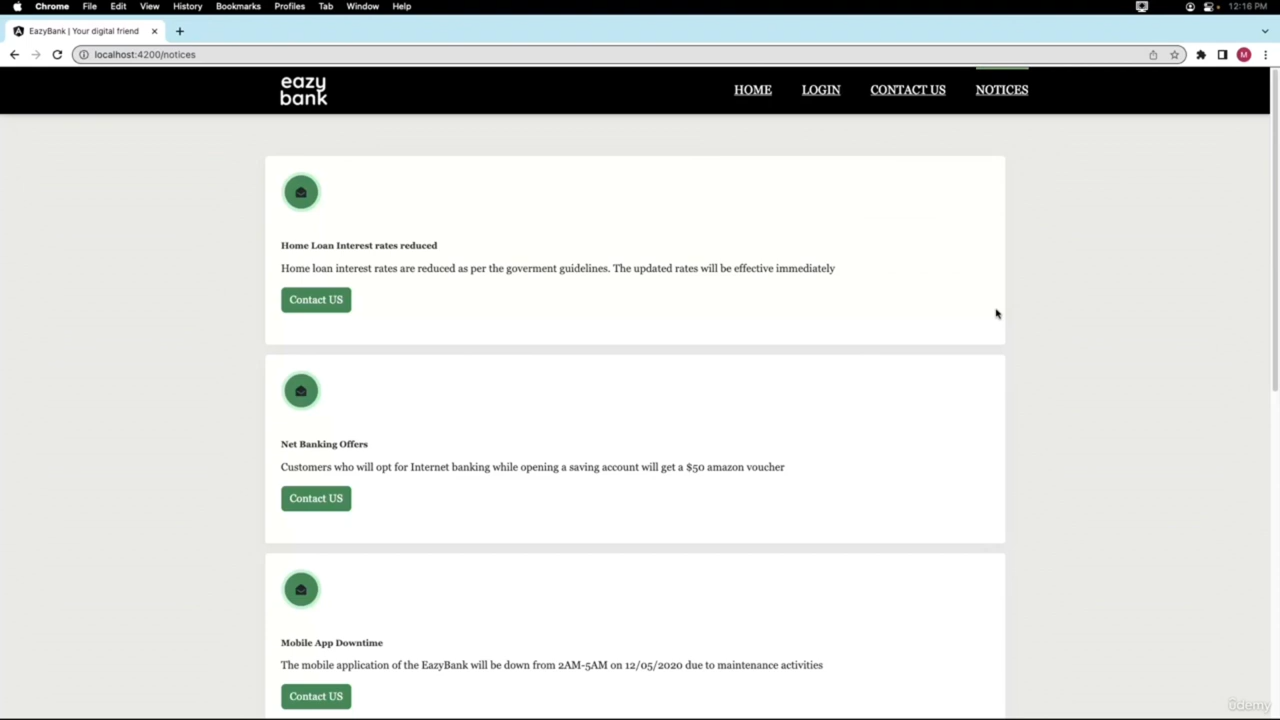 Chrome File Edit View History Bookmarks Profiles Tab Window Help 12:16 PM
EazyBank | Your digital friend
localhost:4200/notices
M
eazy
bank
HOME LOGIN CONTACT US NOTICES
Home Loan Interest rates reduced
Home loan interest rates are reduced as per the goverment guidelines. The updated rates will be effective immediately
Contact US
Net Banking Offers
Customers who will opt for Internet banking while opening a saving account will get a $50 amazon voucher
Contact US
Mobile App Downtime
The mobile application of the EazyBank will be down from 2AM-5AM on 12/05/2020 due to maintenance activities
Contact US
ûdemy